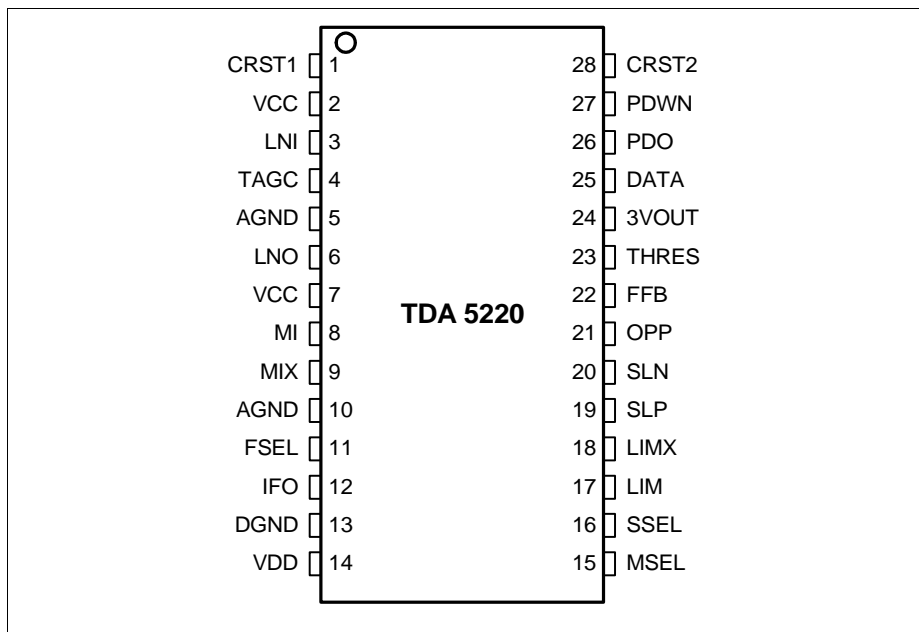 CRST1 1 28 CRST2
VCC 2 27 PDWN
LNI 3 26 PDO
TAGC 4 25 DATA
AGND 5 24 3VOUT
LNO 6 23 THRES
VCC 7 22 FFB
TDA 5220
MI 8 21 OPP
MIX 9 20 SLN
AGND 10 19 SLP
FSEL 11 18 LIMX
IFO 12 17 LIM
DGND 13 16 SSEL
VDD 14 15 MSEL